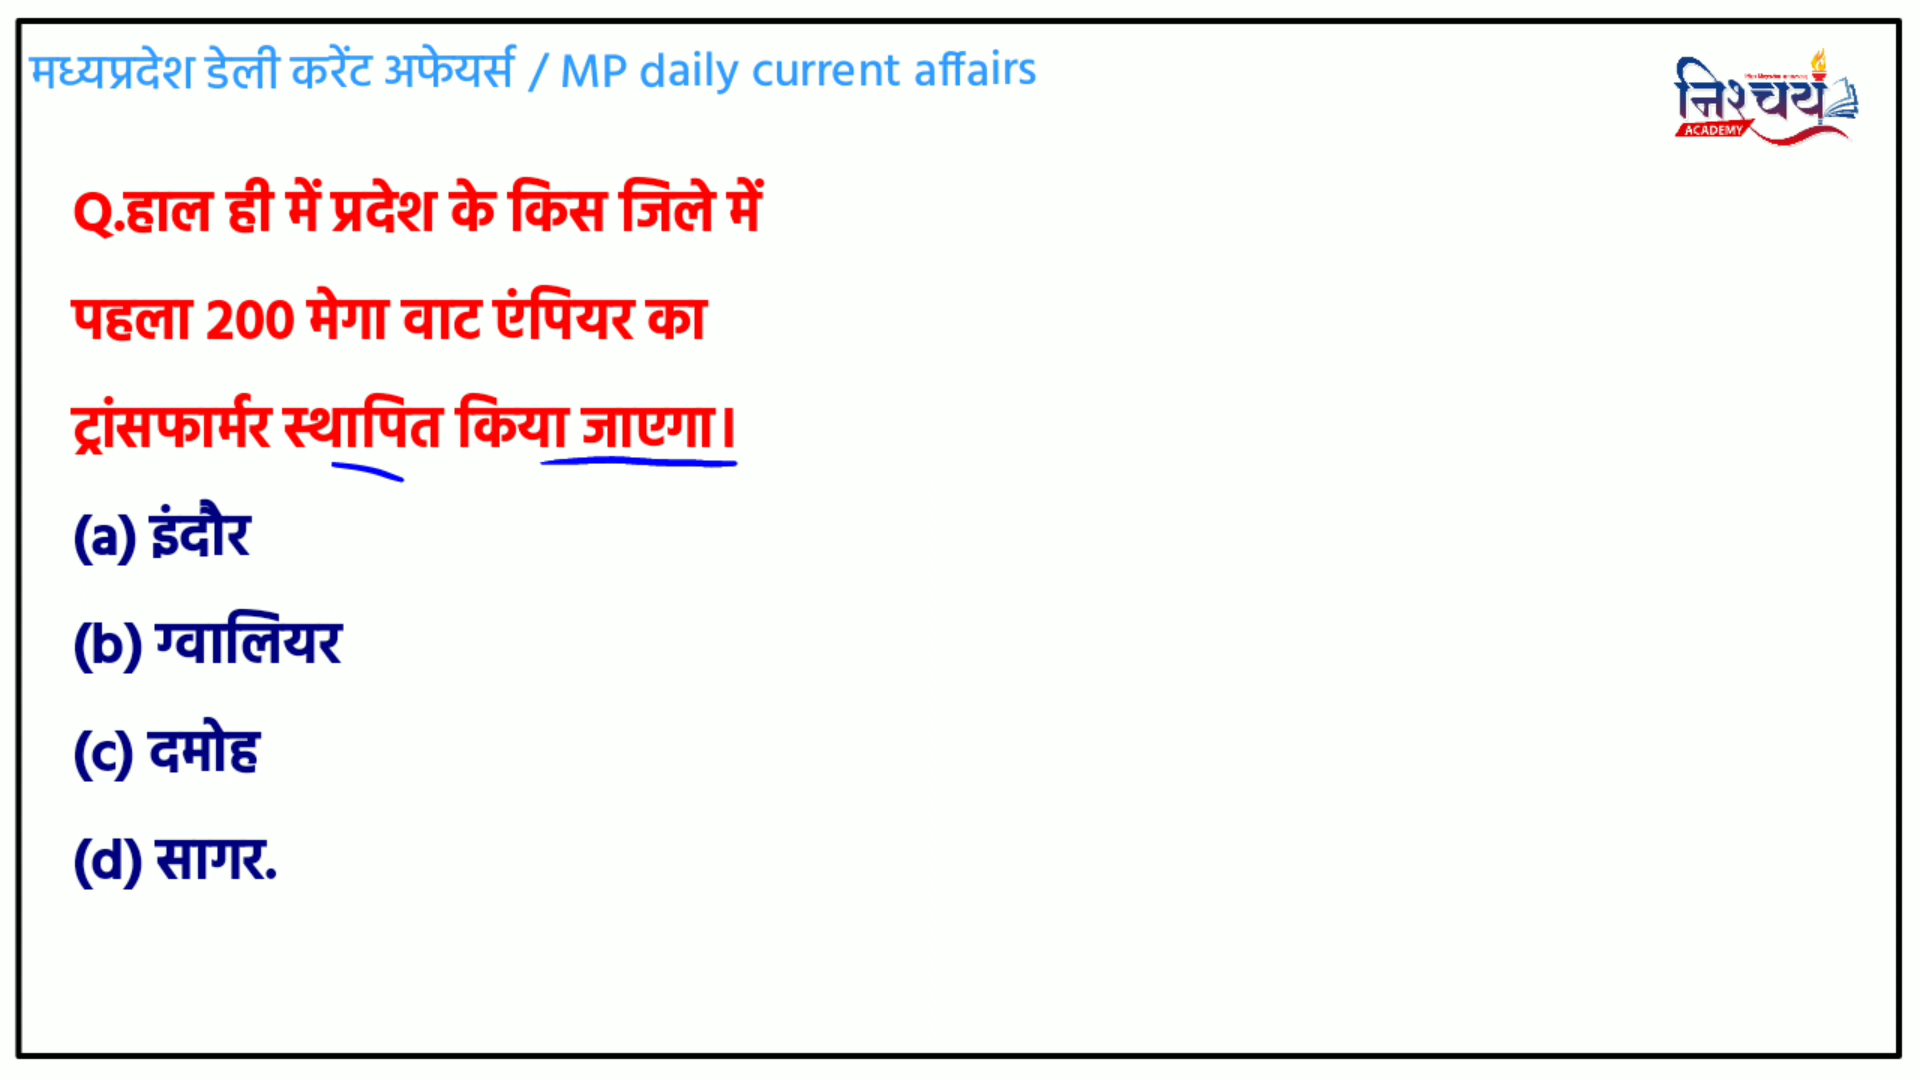 मध्यप्रदेश डेली करेंट अफेयर्स / MP daily current affairs
निश्चय
ACADEMY
Q.हाल ही में प्रदेश के किस जिले में
पहला 200 मेगा वाट एंपियर का
ट्रांसफार्मर स्थापित किया जाएगा।
(a) इंदौर
(b) ग्वालियर
(c) दमोह
(d) सागर.